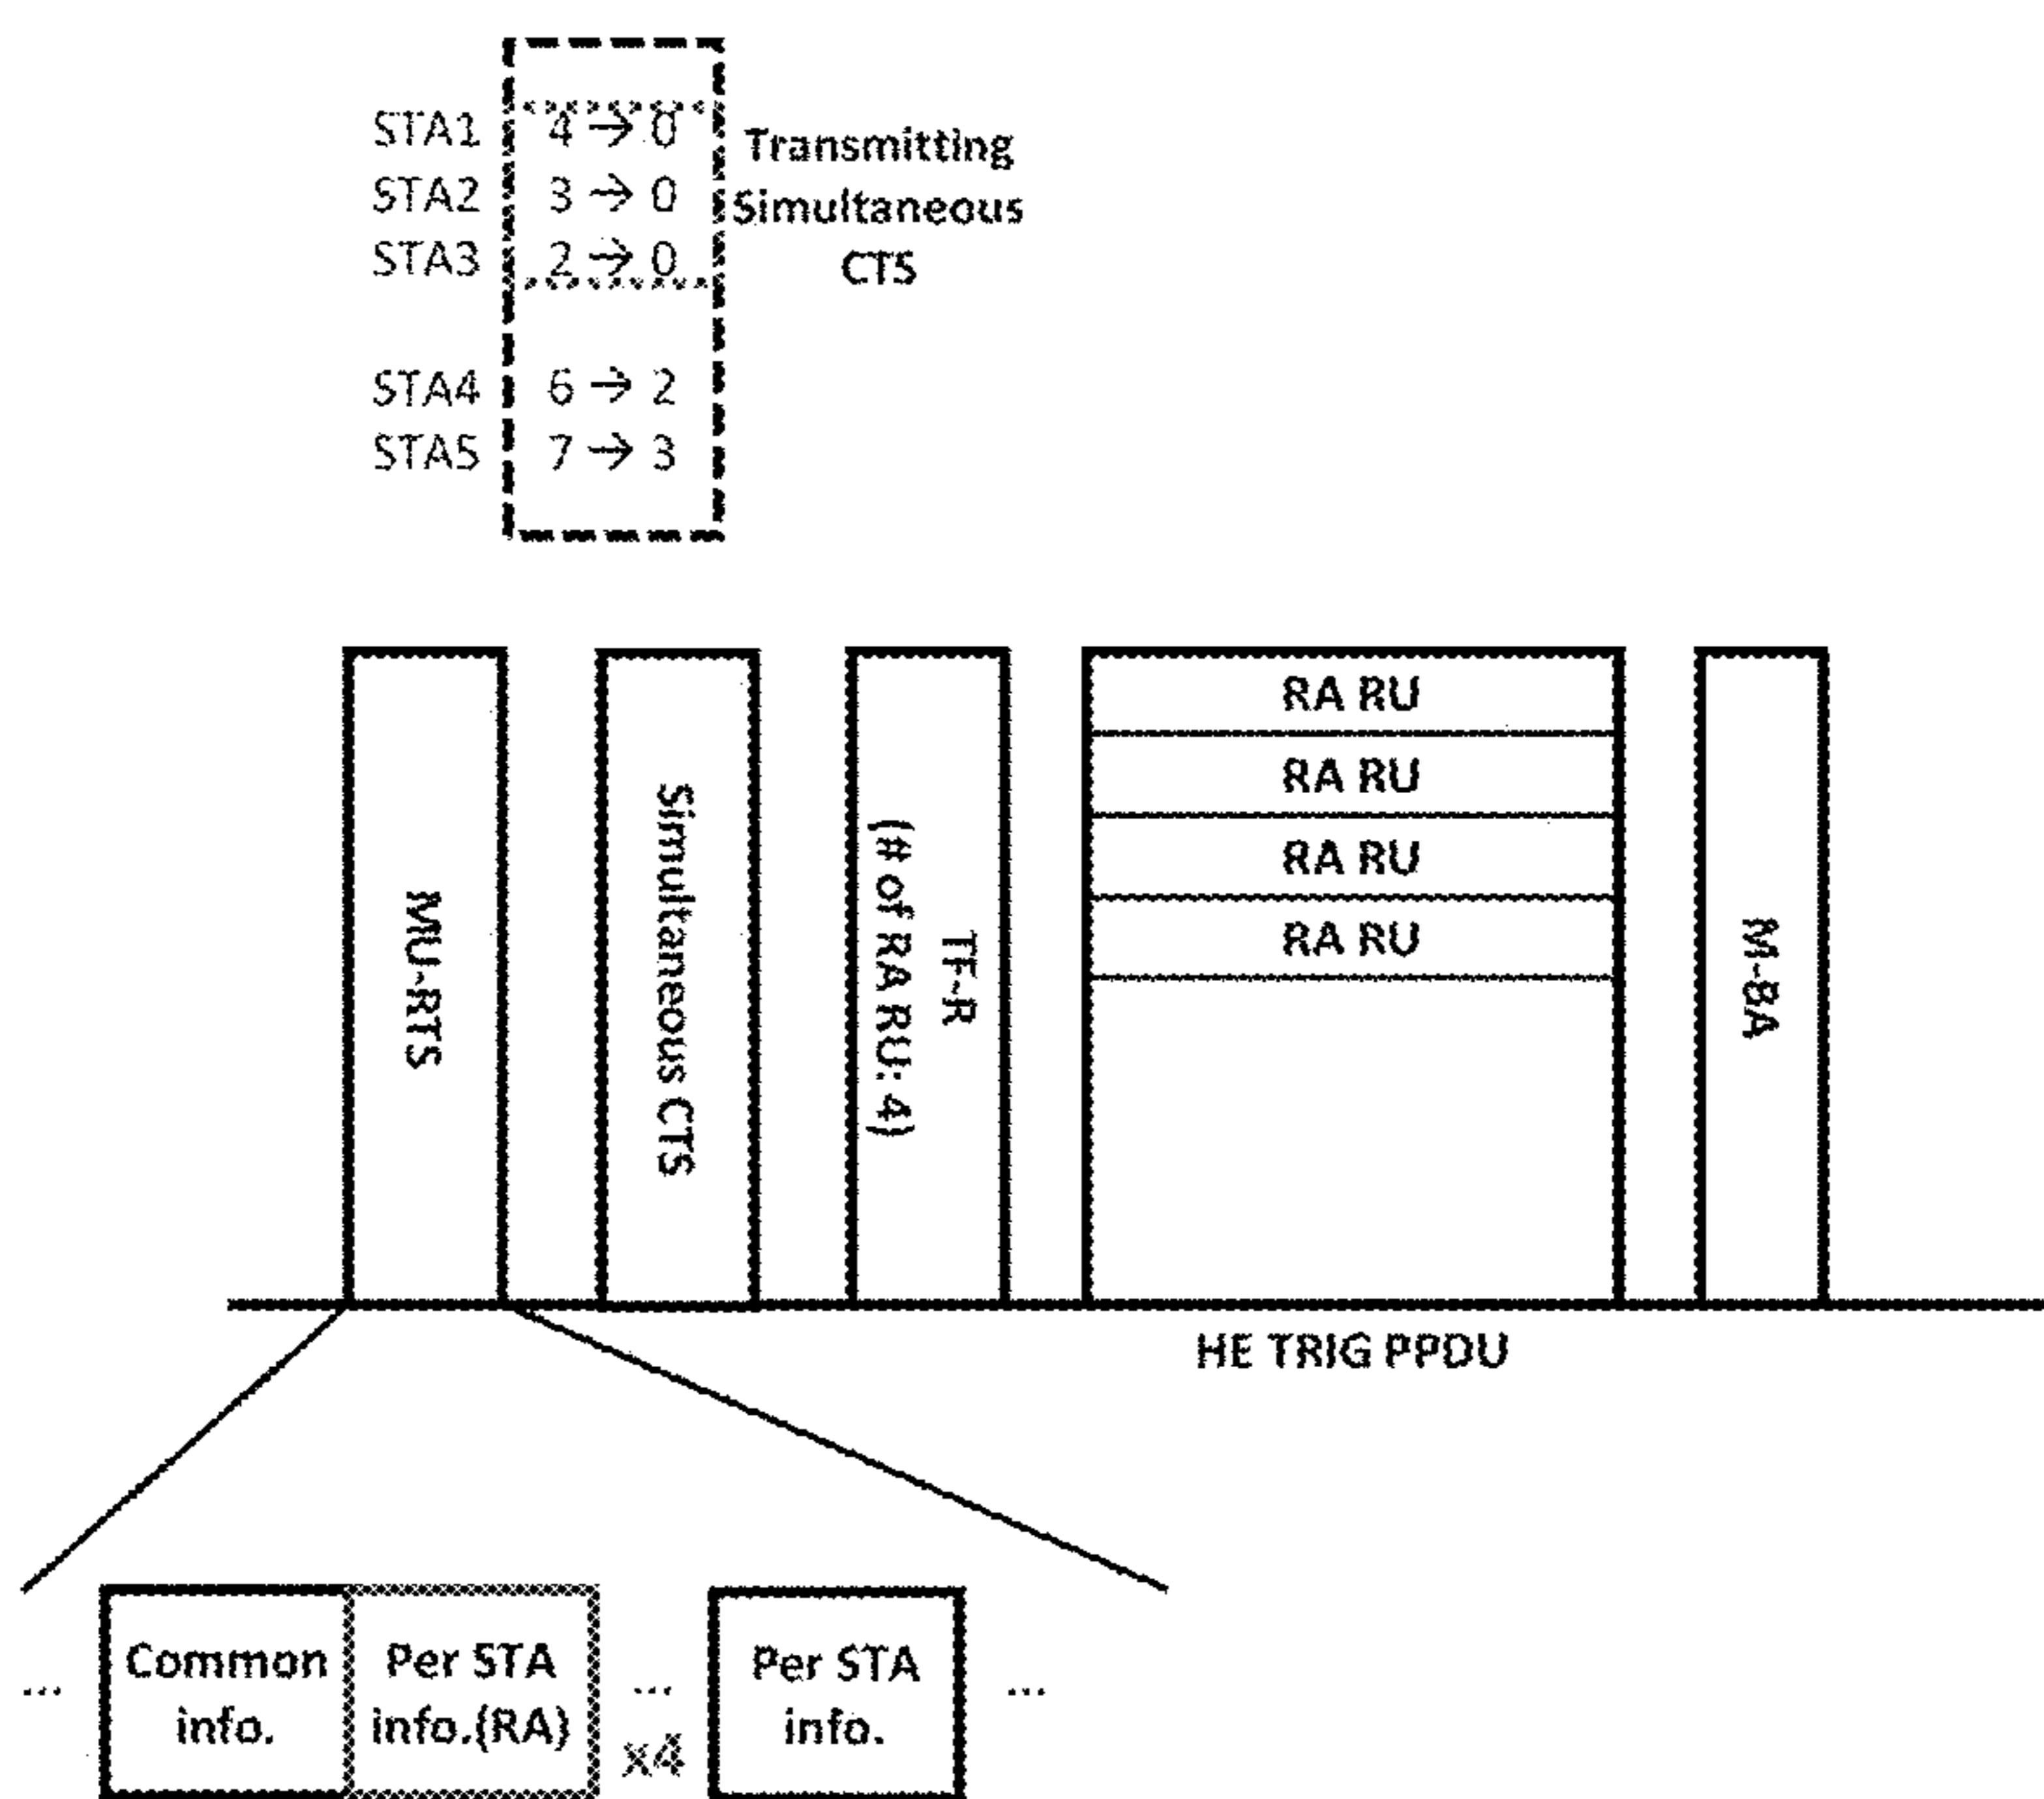 STA1 4 → 0
STA2 3 → 0
STA3 2 → 0
Transmitting
Simultaneous
CTS
STA4 6 → 2
STA5 7 → 3
MU-RTS
Simultaneous CTS
TF-R
(# of RA RU: 4)
RA RU
RA RU
RA RU
RA RU
M-BA
HE TRIG PPDU
...
Common
info.
Per STA
info.(RA)
...
x4
Per STA
info.
...